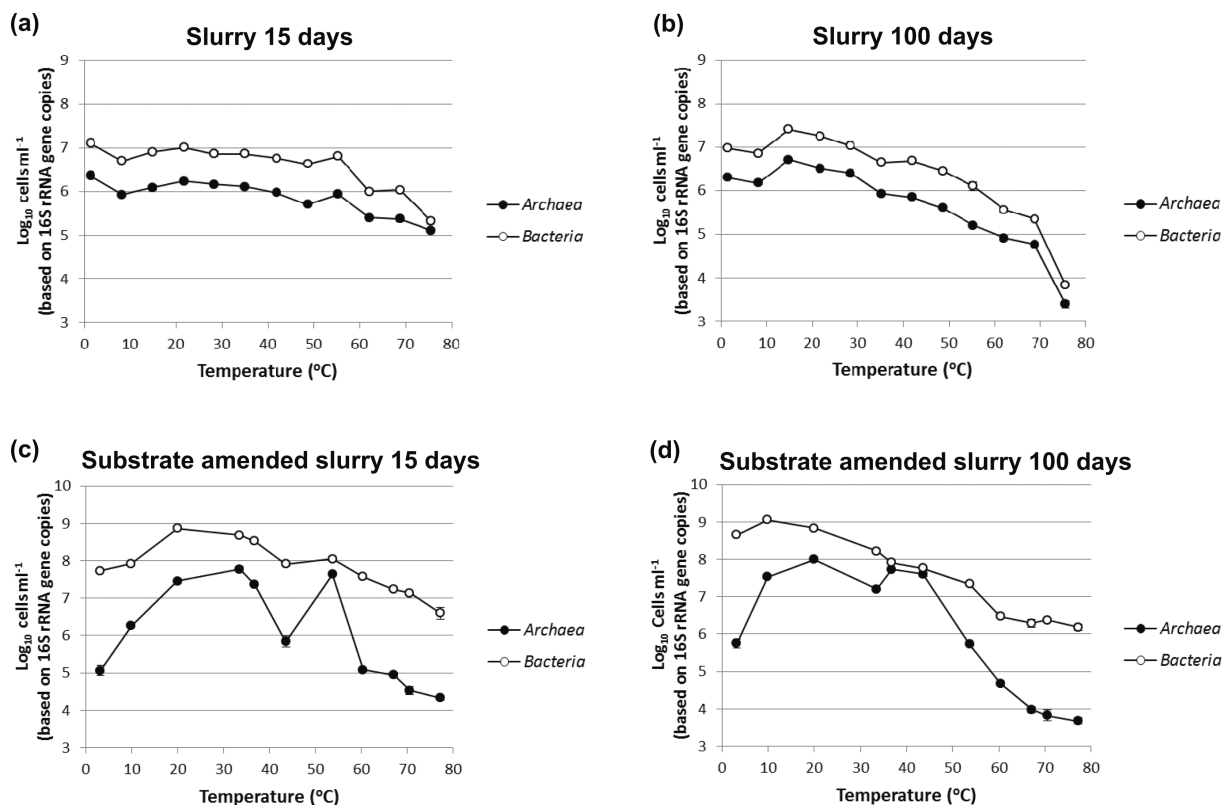 (a)
Slurry 15 days
Log₁₀ cells ml⁻¹
(based on 16S rRNA gene copies)
9
8
7
6
5
4
3
0 10 20 30 40 50 60 70 80
Temperature (ºC)
Archaea
Bacteria
(b)
Slurry 100 days
Log₁₀ cells ml⁻¹
(based on 16S rRNA gene copies)
9
8
7
6
5
4
3
0 10 20 30 40 50 60 70 80
Temperature (ºC)
Archaea
Bacteria
(c)
Substrate amended slurry 15 days
Log₁₀ cells ml⁻¹
(based on 16S rRNA gene copies)
10
9
8
7
6
5
4
3
0 10 20 30 40 50 60 70 80
Temperature (ºC)
Archaea
Bacteria
(d)
Substrate amended slurry 100 days
Log₁₀ Cells ml⁻¹
(based on 16S rRNA gene copies)
10
9
8
7
6
5
4
3
0 10 20 30 40 50 60 70 80
Temperature (ºC)
Archaea
Bacteria